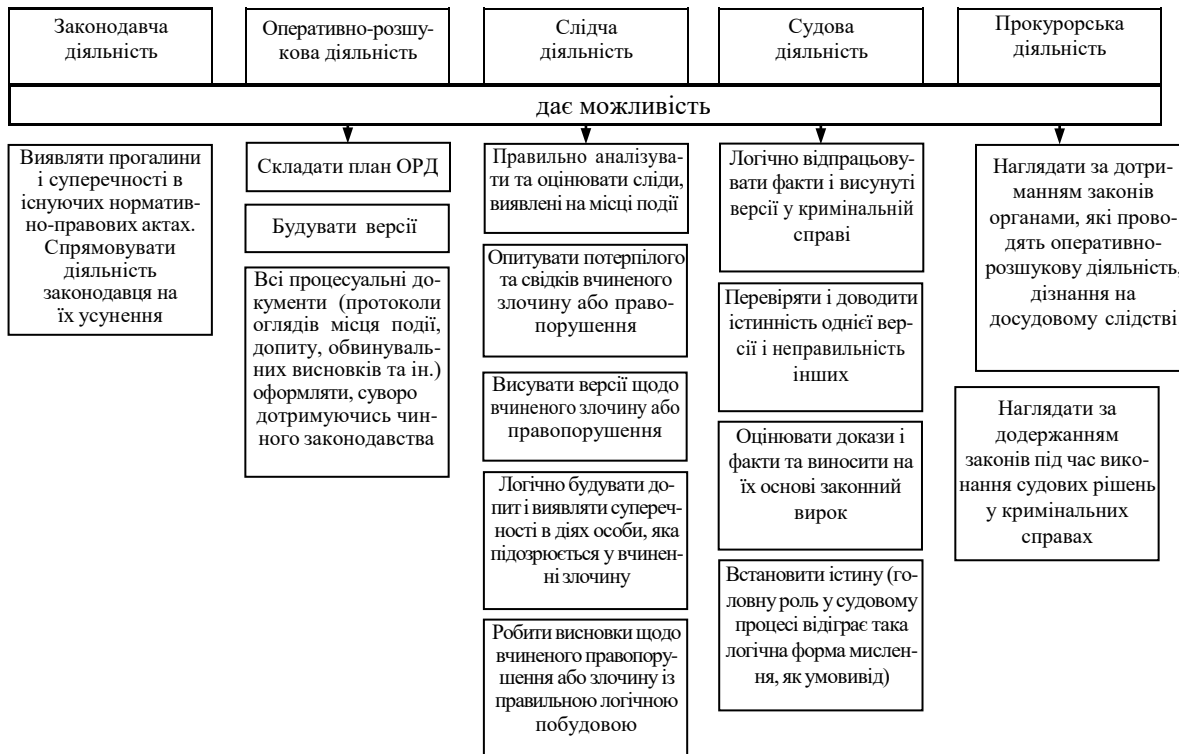 Законодавча
діяльність
Оперативно-розшу-
кова діяльність
Слідча
діяльність
Судова
діяльність
Прокурорська
діяльність
дає можливість
Виявляти прогалини
і суперечності в
існуючих норматив-
но-правових актах.
Спрямовувати
діяльність
законодавця на
їх усунення
Складати план ОРД
Будувати версії
Всі процесуальні до-
кументи (протоколи
оглядів місця події,
допиту, обвинуваль-
них висновків та ін.)
оформляти, суворо
дотримуючись чин-
ного законодавства
Правильно аналізува-
ти та оцінювати сліди,
виявлені на місці події
Опитувати потерпілого
та свідків вчиненого
злочину або право-
порушення
Висувати версії щодо
вчиненого злочину або
правопорушення
Логічно будувати до-
пит і виявляти супереч-
ності в діях особи, яка
підозрюється у вчинен-
ні злочину
Робити висновки щодо
вчиненого правопору-
шення або злочину із
правильною логічною
побудовою
Логічно відпрацьову-
вати факти і висунуті
версії у кримінальній
справі
Перевіряти і доводити
істинність однієї вер-
сії і неправильність
інших
Оцінювати докази і
факти та виносити на
їх основі законний
вирок
Встановити істину (го-
ловну роль у судовому
процесі відіграє така
логічна форма мислен-
ня, як умовивід)
Наглядати за дотри-
манням законів
органами, які прово-
дять оперативно-
розшукову діяльність,
дізнання на
досудовому слідстві
Наглядати за
додержанням
законів під час вико-
нання судових рішень
у кримінальних
справах